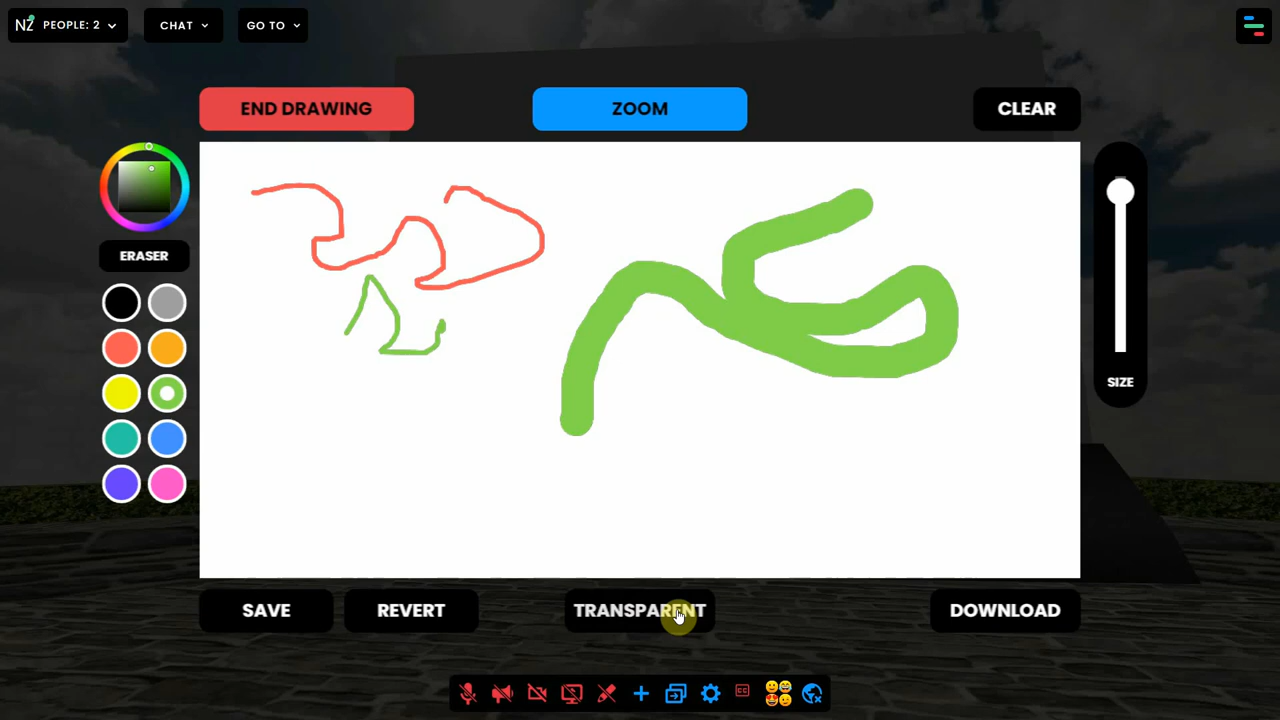 NZ PEOPLE: 2 CHAT GO TO
END DRAWING ZOOM CLEAR
ERASER
SIZE
SAVE REVERT TRANSPARENT DOWNLOAD
CC